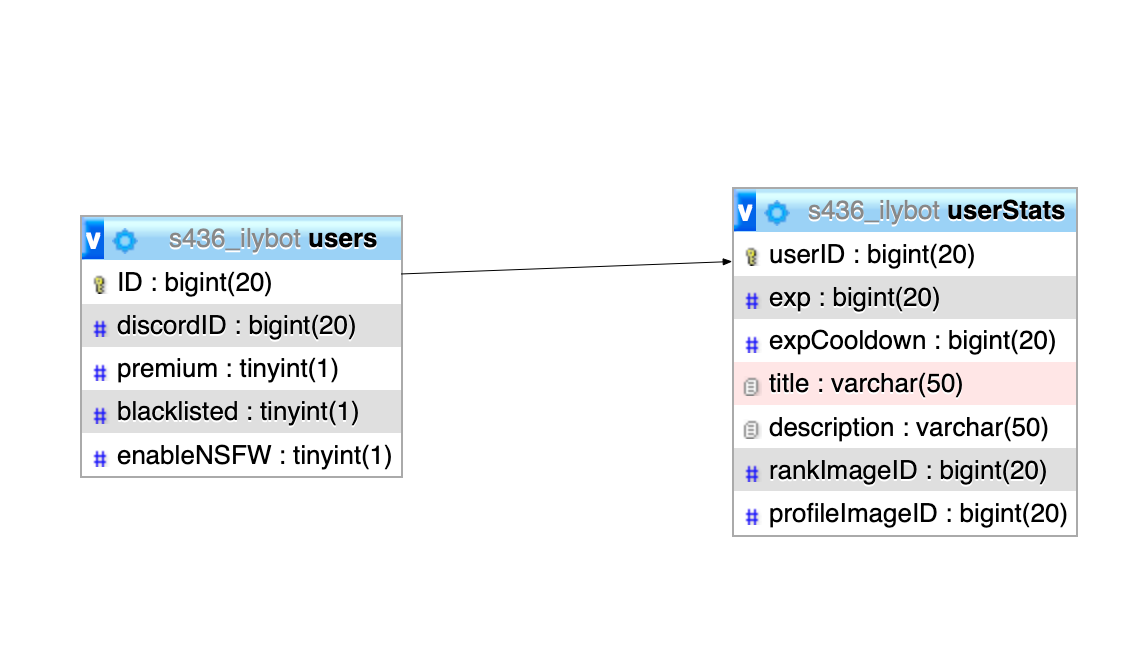 v s436_ilybot users
ID : bigint(20)
# discordID : bigint(20)
# premium : tinyint(1)
# blacklisted : tinyint(1)
# enableNSFW : tinyint(1)
v s436_ilybot userStats
userID : bigint(20)
# exp : bigint(20)
# expCooldown : bigint(20)
title : varchar(50)
description : varchar(50)
# rankImageID : bigint(20)
# profileImageID : bigint(20)